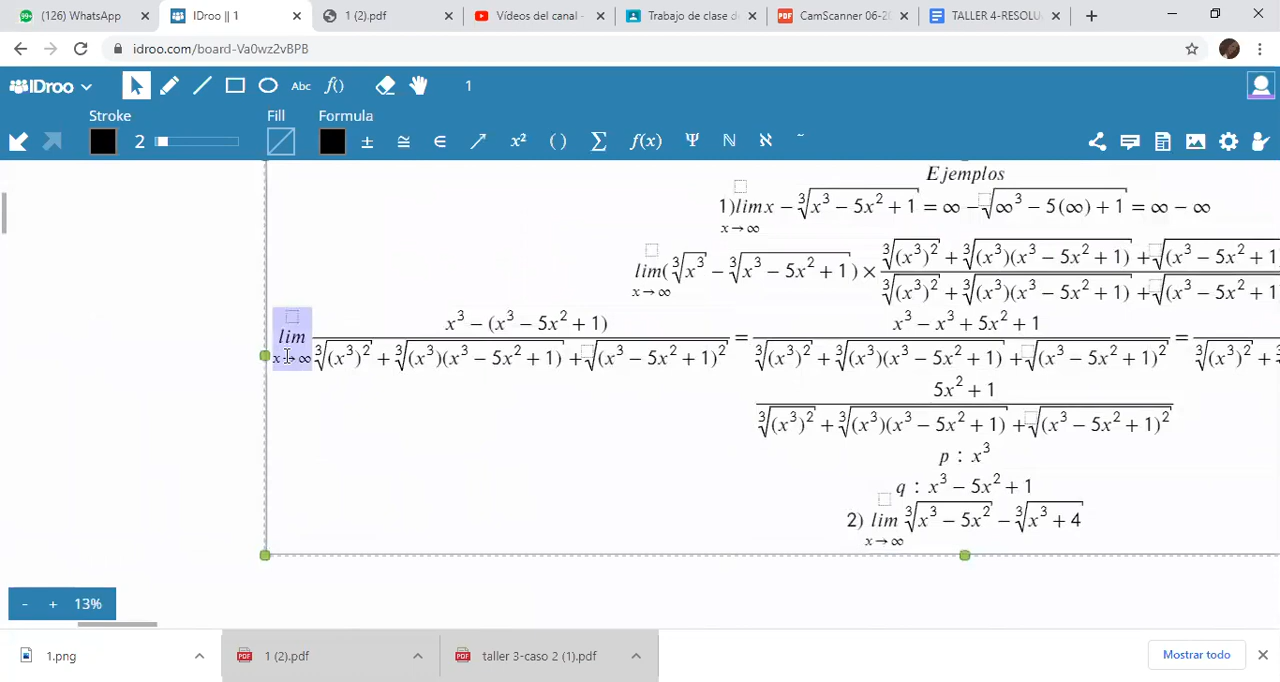 (126) WhatsApp
IDroo || 1
1 (2).pdf
Vídeos del canal -
Trabajo de clase d
CamScanner 06-2
TALLER 4-RESOLU
idroo.com/board-Va0wz2vBPB
IDroo
Abc
f()
1
Stroke
Fill
Formula
2
± ≅ ∈ ↗ x² ( ) ∑ f(x) Ψ ℕ ℵ ~
Ejemplos
1)lim x→∞ x − ∛(x³ − 5x² + 1) = ∞ − √(∞³ − 5(∞) + 1) = ∞ − ∞
lim x→∞ (∛x³ − ∛(x³ − 5x² + 1)) × (∛(x³)² + ∛((x³)(x³ − 5x² + 1)) + √(x³ − 5x² + 1) / (∛(x³)² + ∛((x³)(x³ − 5x² + 1)) + √(x³ − 5x² + 1)
lim x→∞ (x³ − (x³ − 5x² + 1)) / (∛(x³)² + ∛((x³)(x³ − 5x² + 1)) + √(x³ − 5x² + 1)²) = (x³ − x³ + 5x² + 1) / (∛(x³)² + ∛((x³)(x³ − 5x² + 1)) + √(x³ − 5x² + 1)²) = ∛(x³)² +
(5x² + 1) / (∛(x³)² + ∛((x³)(x³ − 5x² + 1)) + √(x³ − 5x² + 1)²)
p : x³
q : x³ − 5x² + 1
2) lim x→∞ ∛(x³ − 5x²) − ∛(x³ + 4)
- + 13%
1.png
1 (2).pdf
taller 3-caso 2 (1).pdf
Mostrar todo